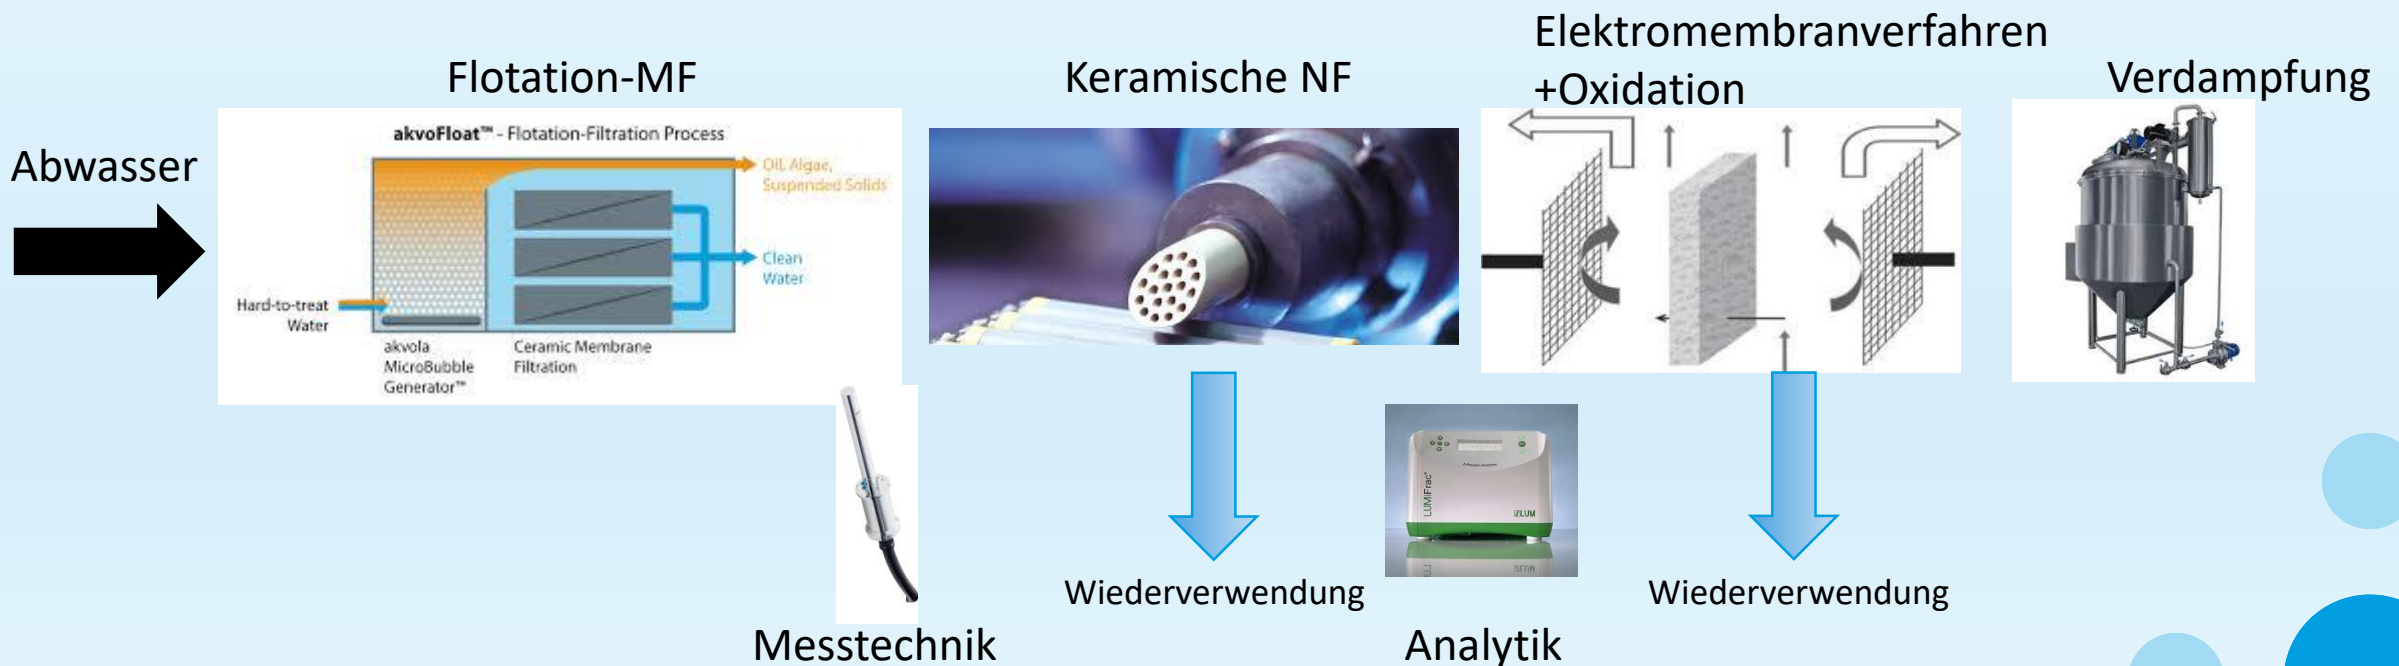 Abwasser
Flotation-MF
akvoFloat™ - Flotation-Filtration Process
OiL Algae,
Suspended Solids
Clean
Water
Hard-to-treat
Water
akvola
MicroBubble
Generator™
Ceramic Membrane
Filtration
Messtechnik
Keramische NF
Wiederverwendung
LUMiFrac®
LUM
Analytik
Elektromembranverfahren
+Oxidation
Wiederverwendung
Verdampfung